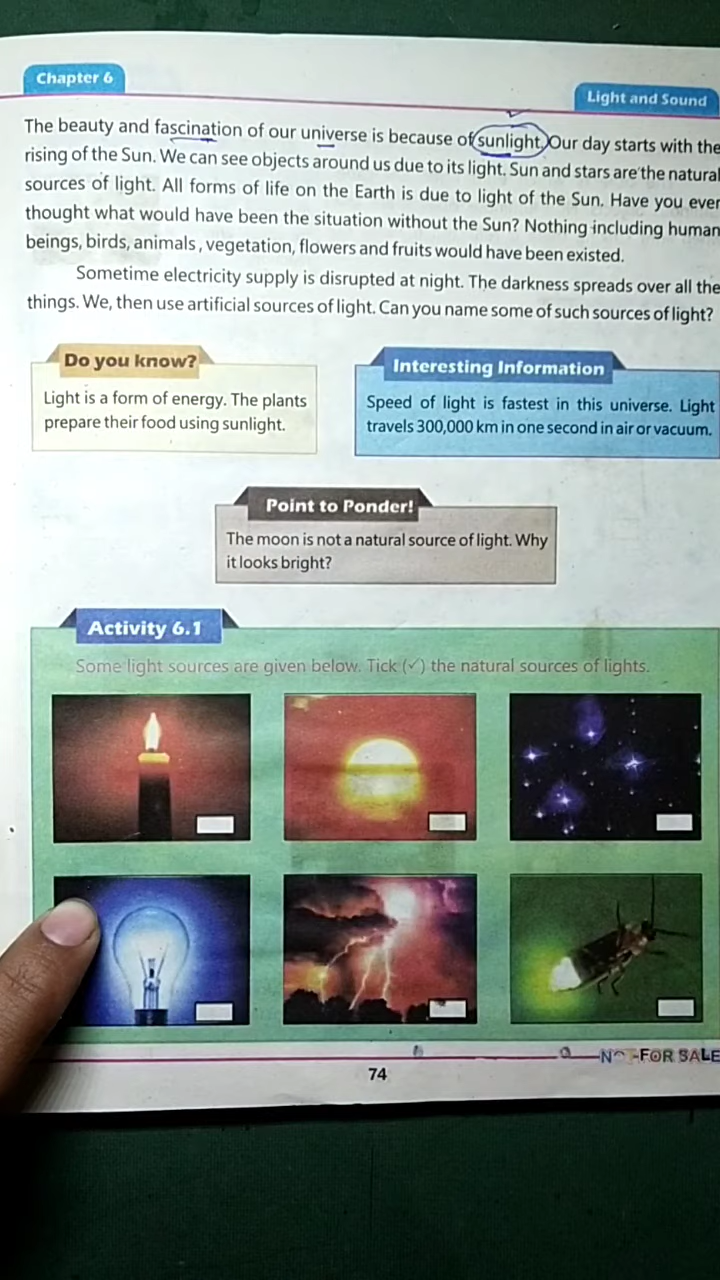 Chapter 6
Light and Sound
The beauty and fascination of our universe is because of sunlight. Our day starts with the
rising of the Sun. We can see objects around us due to its light. Sun and stars are the natural
sources of light. All forms of life on the Earth is due to light of the Sun. Have you ever
thought what would have been the situation without the Sun? Nothing including human
beings, birds, animals, vegetation, flowers and fruits would have been existed.
Sometime electricity supply is disrupted at night. The darkness spreads over all the
things. We, then use artificial sources of light. Can you name some of such sources of light?
Do you know?
Light is a form of energy. The plants
prepare their food using sunlight.
Interesting Information
Speed of light is fastest in this universe. Light
travels 300,000 km in one second in air or vacuum.
Point to Ponder!
The moon is not a natural source of light. Why
it looks bright?
Activity 6.1
Some light sources are given below. Tick (✓) the natural sources of lights.
FOR SALE
74